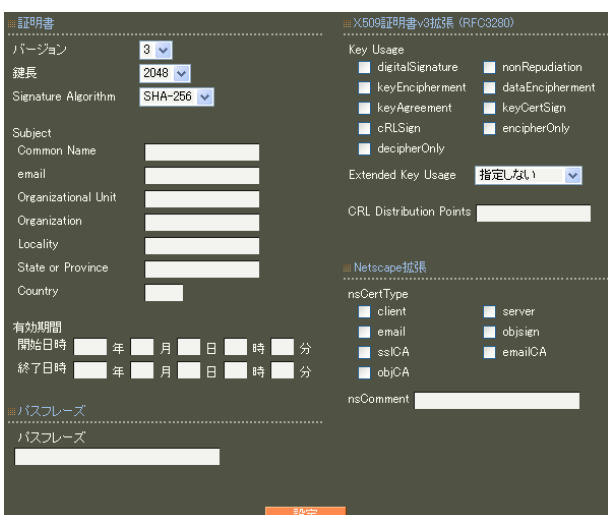 証明書
バージョン 3
鍵長 2048
Signature Algorithm SHA-256
Subject
Common Name
email
Organizational Unit
Organization
Locality
State or Province
Country
有効期間
開始日時 年 月 日 時 分
終了日時 年 月 日 時 分
パスフレーズ
パスフレーズ
X509証明書v3拡張 (RFC3280)
Key Usage
digitalSignature nonRepudiation
keyEncipherment dataEncipherment
keyAgreement keyCertSign
cRLSign encipherOnly
decipherOnly
Extended Key Usage 指定しない
CRL Distribution Points
Netscape拡張
nsCertType
client server
email objsign
sslCA emailCA
objCA
nsComment
設定